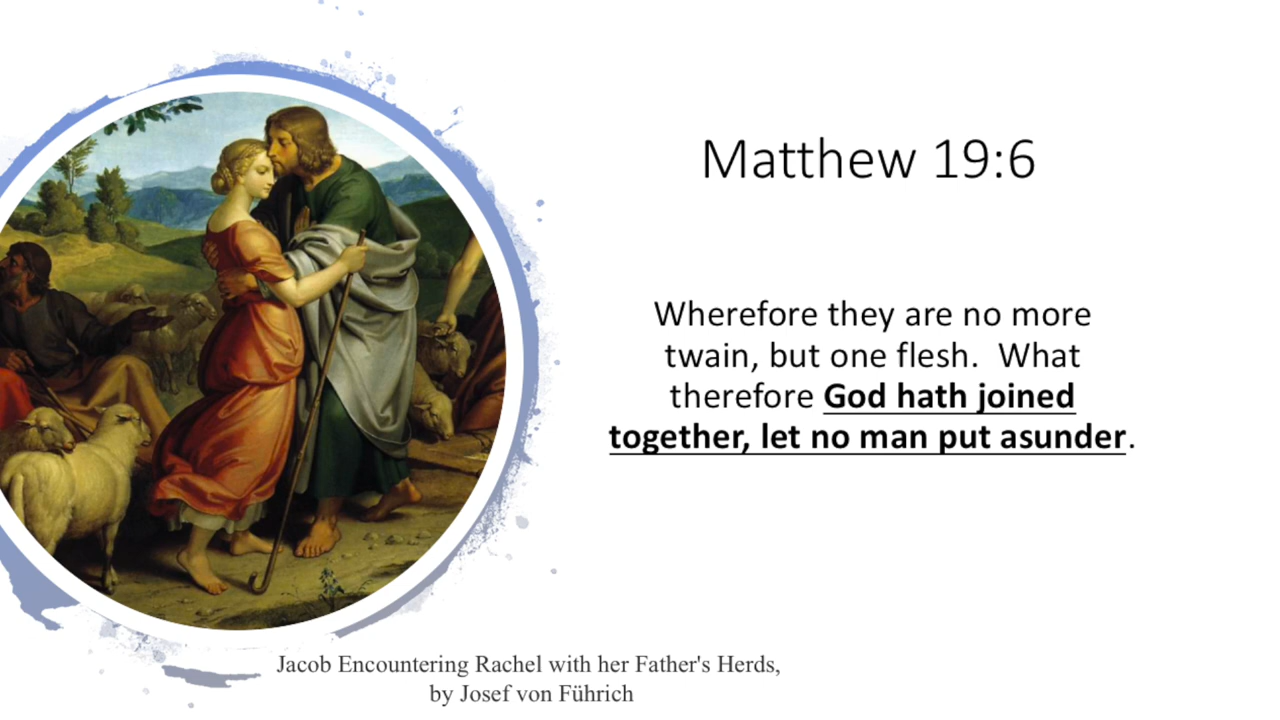 Matthew 19:6
Wherefore they are no more
twain, but one flesh.  What
therefore God hath joined
together, let no man put asunder.
Jacob Encountering Rachel with her Father's Herds,
by Josef von Führich